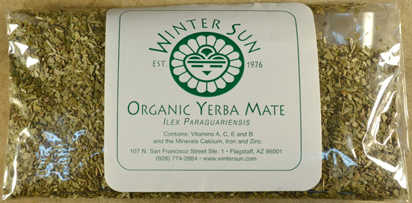 WINTER SUN
EST. 1976
ORGANIC YERBA MATE
ILEX PARAGUARIENSIS
Contains: Vitamins A, C, E and B
and the Minerals Calcium, Iron and Zinc.
107 N. San Francisco Street Ste. 1 • Flagstaff, AZ 86001
(928) 774-2884 • www.wintersun.com